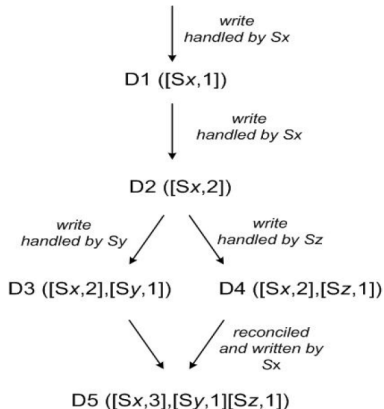 write
handled by Sx
D1 ([Sx,1])
write
handled by Sx
D2 ([Sx,2])
write
handled by Sy
write
handled by Sz
D3 ([Sx,2],[Sy,1])
D4 ([Sx,2],[Sz,1])
reconciled
and written by
Sx
D5 ([Sx,3],[Sy,1][Sz,1])